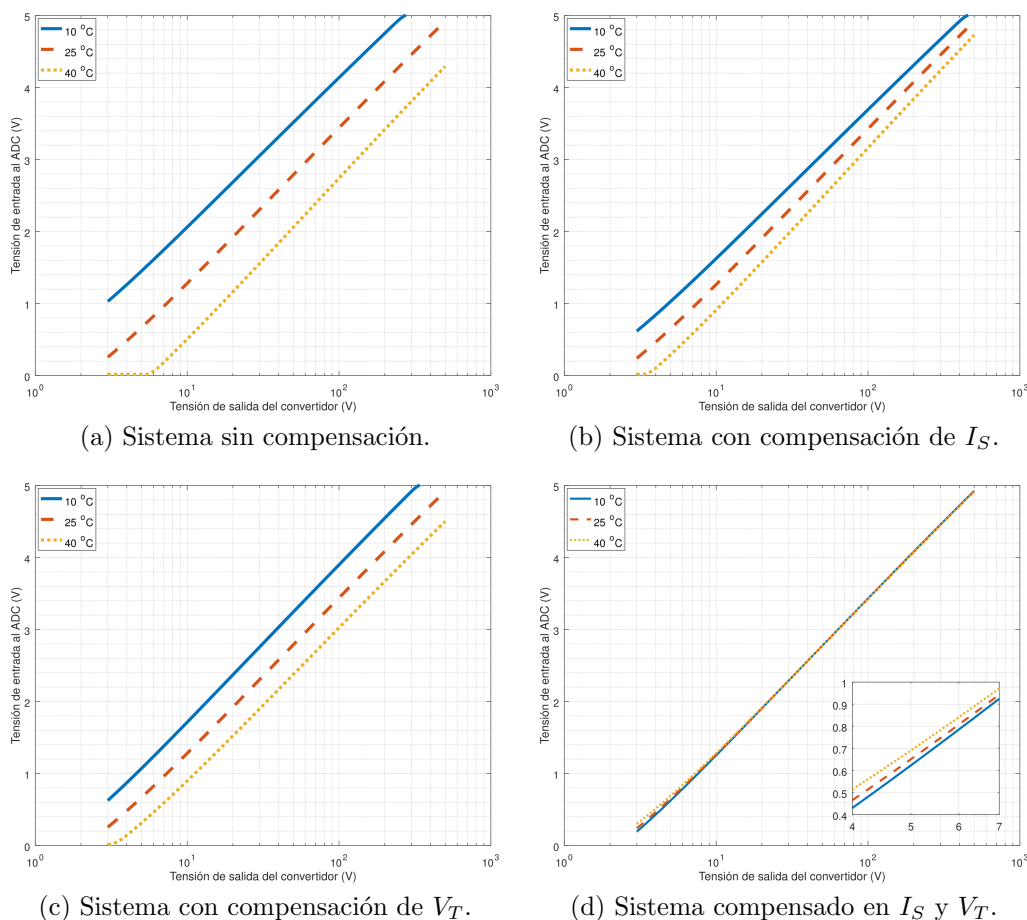 10 °C
25 °C
40 °C
Tensión de entrada al ADC (V)
5
4
3
2
1
0
10^0
10^1
10^2
10^3
Tensión de salida del convertidor (V)
(a) Sistema sin compensación.
10 °C
25 °C
40 °C
Tensión de entrada al ADC (V)
5
4
3
2
1
0
10^0
10^1
10^2
10^3
Tensión de salida del convertidor (V)
(b) Sistema con compensación de I_S.
10 °C
25 °C
40 °C
Tensión de entrada al ADC (V)
5
4
3
2
1
0
10^0
10^1
10^2
10^3
Tensión de salida del convertidor (V)
(c) Sistema con compensación de V_T.
10 °C
25 °C
40 °C
Tensión de entrada al ADC (V)
5
4
3
2
1
0
1
0.9
0.8
0.7
0.6
0.5
0.4
4
5
6
7
10^0
10^1
10^2
10^3
Tensión de salida del convertidor (V)
(d) Sistema compensado en I_S y V_T.